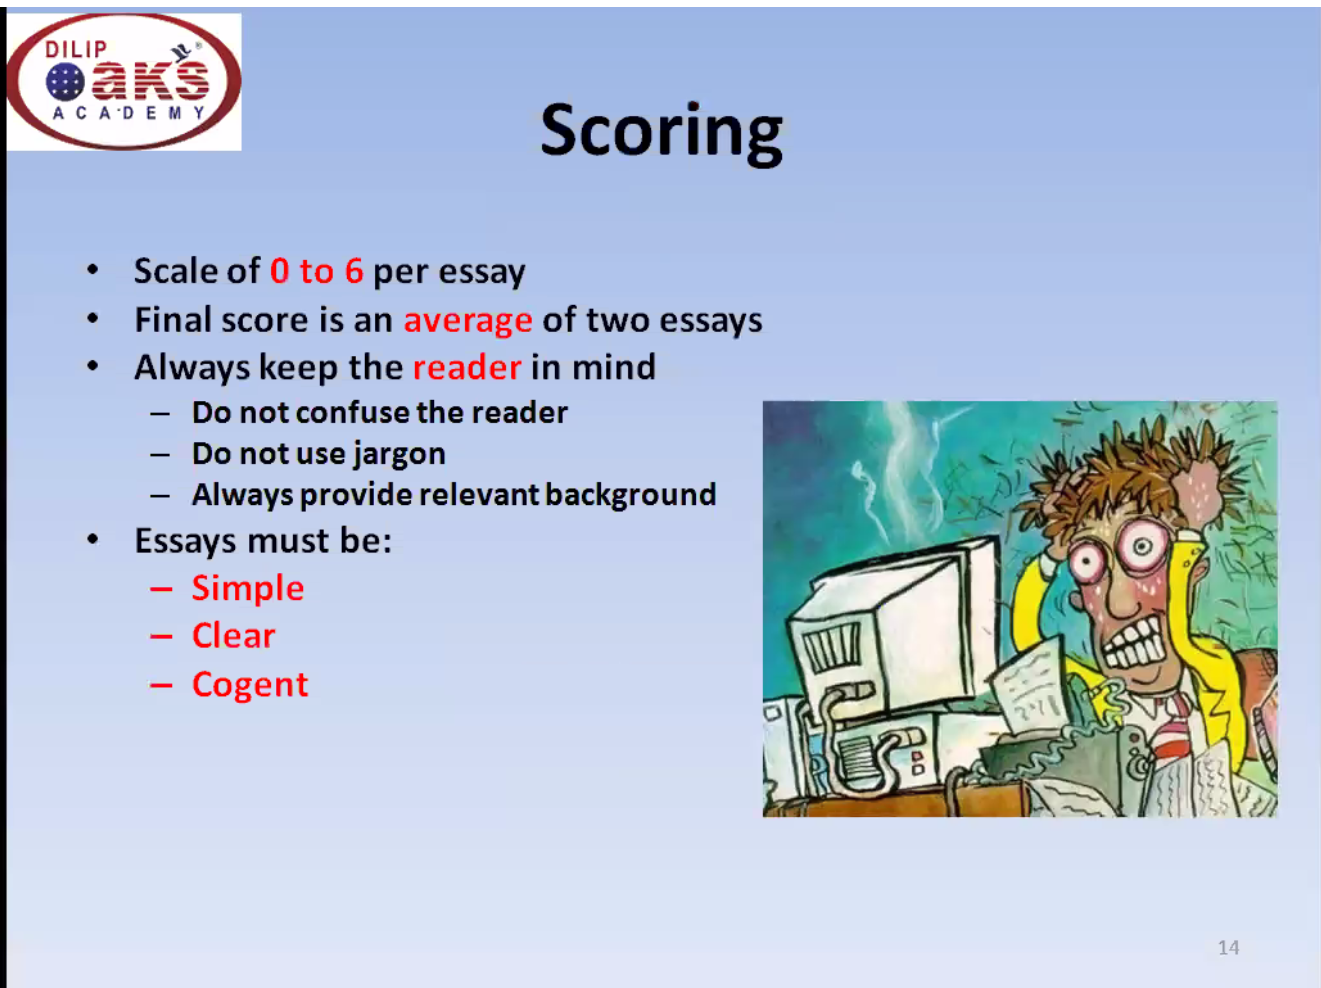 DILIP
Oaks
ACADEMY
Scoring
• Scale of 0 to 6 per essay
• Final score is an average of two essays
• Always keep the reader in mind
– Do not confuse the reader
– Do not use jargon
– Always provide relevant background
• Essays must be:
– Simple
– Clear
– Cogent
14